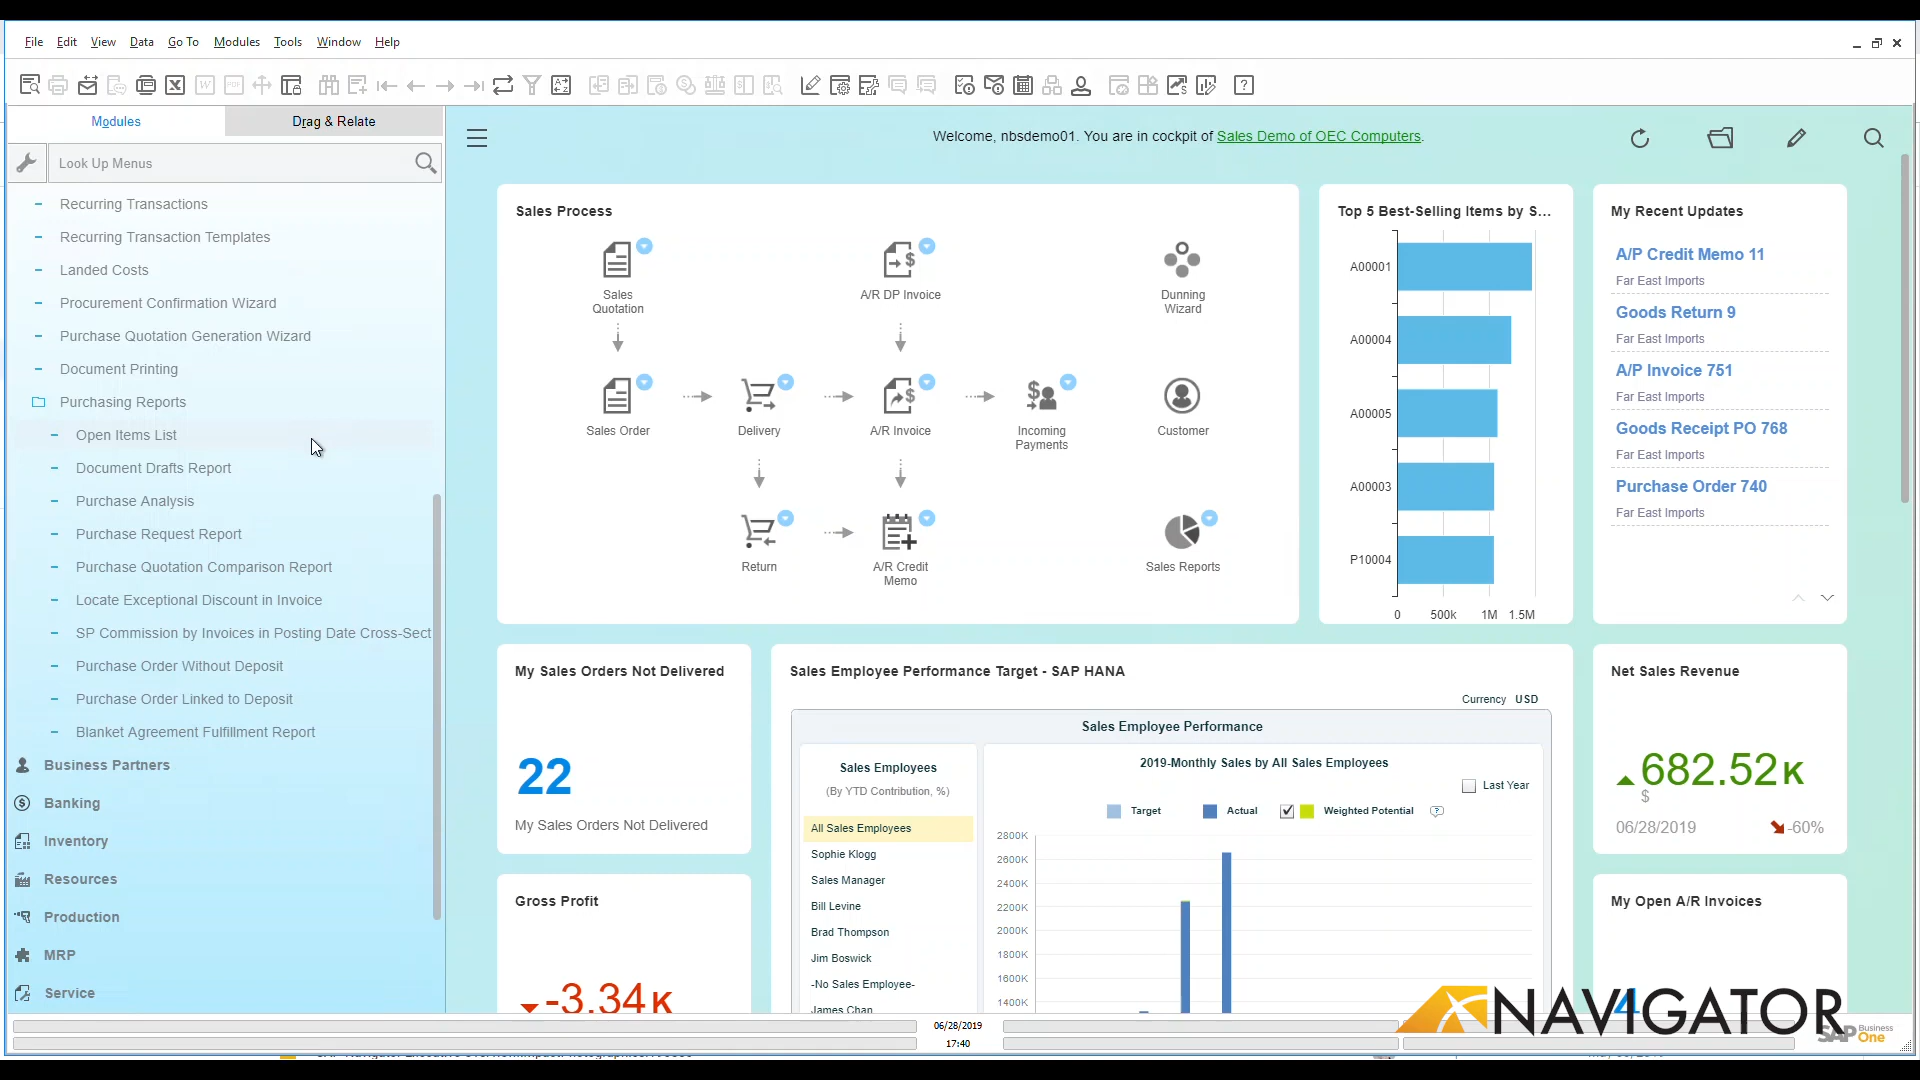 File Edit View Data Go To Modules Tools Window Help
Modules Drag & Relate
Look Up Menus
Recurring Transactions
Recurring Transaction Templates
Landed Costs
Procurement Confirmation Wizard
Purchase Quotation Generation Wizard
Document Printing
Purchasing Reports
Open Items List
Document Drafts Report
Purchase Analysis
Purchase Request Report
Purchase Quotation Comparison Report
Locate Exceptional Discount in Invoice
SP Commission by Invoices in Posting Date Cross-Sect
Purchase Order Without Deposit
Purchase Order Linked to Deposit
Blanket Agreement Fulfillment Report
Business Partners
Banking
Inventory
Resources
Production
MRP
Service
Welcome, nbsdemo01. You are in cockpit of Sales Demo of OEC Computers.
Sales Process
Sales
Quotation
A/R DP Invoice
Dunning
Wizard
Sales Order
Delivery
A/R Invoice
Incoming
Payments
Customer
Return
A/R Credit
Memo
Sales Reports
Top 5 Best-Selling Items by S...
A00001
A00004
A00005
A00003
P10004
0 500k 1M 1.5M
My Recent Updates
A/P Credit Memo 11
Far East Imports
Goods Return 9
Far East Imports
A/P Invoice 751
Far East Imports
Goods Receipt PO 768
Far East Imports
Purchase Order 740
Far East Imports
My Sales Orders Not Delivered
22
My Sales Orders Not Delivered
Gross Profit
-3.34K
Sales Employee Performance Target - SAP HANA
Currency USD
Sales Employee Performance
Sales Employees
(By YTD Contribution, %)
All Sales Employees
Sophie Klogg
Sales Manager
Bill Levine
Brad Thompson
Jim Boswick
-No Sales Employee-
James Chan
2019-Monthly Sales by All Sales Employees
Last Year
Target Actual Weighted Potential
2800K
2600K
2400K
2200K
2000K
1800K
1600K
1400K
Net Sales Revenue
682.52K
$
06/28/2019 -60%
My Open A/R Invoices
4
NAVIGATOR
SAP Business
One
06/28/2019
17:40